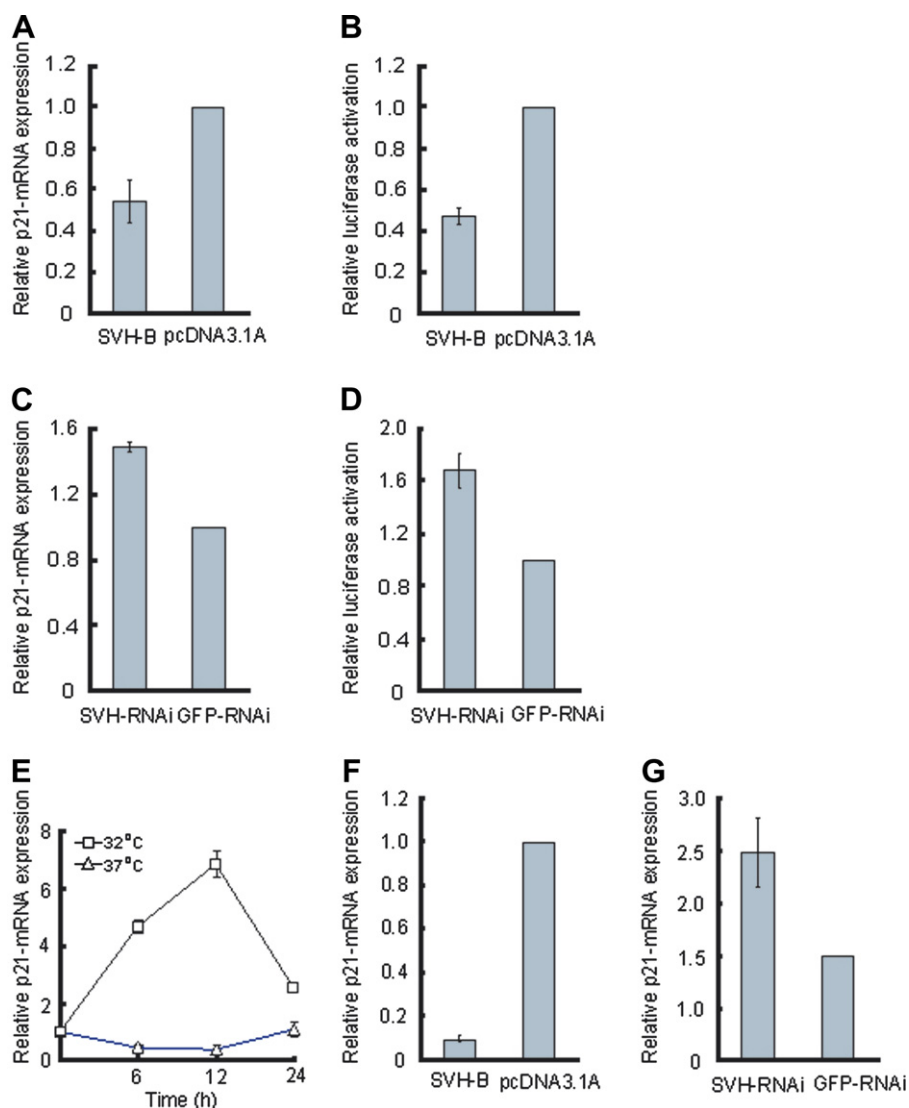 A
Relative p21-mRNA expression
1.2
1.0
0.8
0.6
0.4
0.2
0
SVH-B pcDNA3.1A
B
Relative luciferase activation
1.2
1.0
0.8
0.6
0.4
0.2
0
SVH-B pcDNA3.1A
C
Relative p21-mRNA expression
1.6
1.2
0.8
0.4
0
SVH-RNAi GFP-RNAi
D
Relative luciferase activation
2.0
1.6
1.2
0.8
0.4
0
SVH-RNAi GFP-RNAi
E
Relative p21-mRNA expression
8
6
4
2
0
32°C
37°C
6 12 24
Time (h)
F
Relative p21-mRNA expression
1.2
1.0
0.8
0.6
0.4
0.2
0
SVH-B pcDNA3.1A
G
Relative p21-mRNA expression
3.0
2.5
2.0
1.5
1.0
0
SVH-RNAi GFP-RNAi